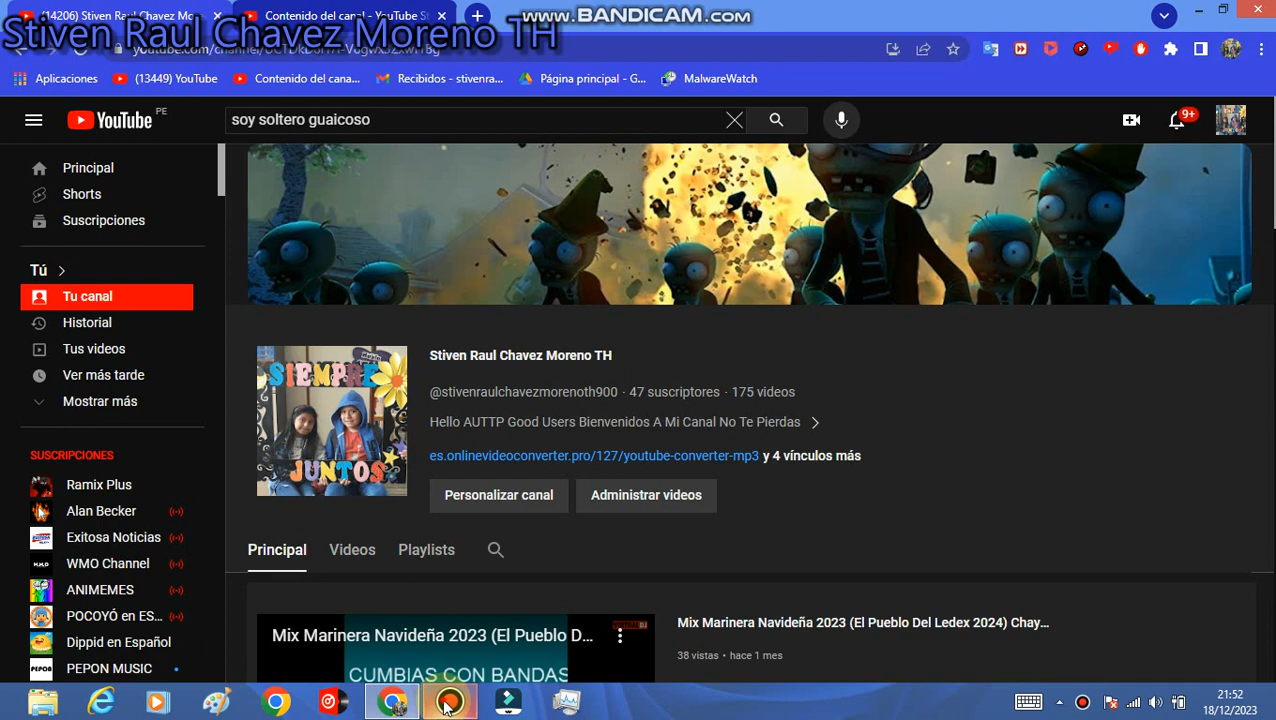 (14206) Stiven Raul Chavez Mo
Contenido del canal - YouTube S
www.BANDICAM.com
Stiven Raul Chavez Moreno TH
Aplicaciones
(13449) YouTube
Contenido del cana...
Recibidos - stivenra...
Página principal - G...
MalwareWatch
YouTube PE
soy soltero guaicoso
9+
Principal
Shorts
Suscripciones
Tú
Tu canal
Historial
Tus videos
Ver más tarde
Mostrar más
SUSCRIPCIONES
Ramix Plus
Alan Becker
Exitosa Noticias
WMO Channel
ANIMEMES
POCOYÓ en ES...
Dippid en Español
PEPON MUSIC
SIEMPRE
JUNTOS
Stiven Raul Chavez Moreno TH
@stivenraulchavezmorenoth900 · 47 suscriptores · 175 videos
Hello AUTTP Good Users Bienvenidos A Mi Canal No Te Pierdas
es.onlinevideoconverter.pro/127/youtube-converter-mp3 y 4 vínculos más
Personalizar canal
Administrar videos
Principal
Videos
Playlists
Mix Marinera Navideña 2023 (El Pueblo D...
CUMBIAS CON BANDAS
Mix Marinera Navideña 2023 (El Pueblo Del Ledex 2024) Chay...
38 vistas · hace 1 mes
21:52
18/12/2023